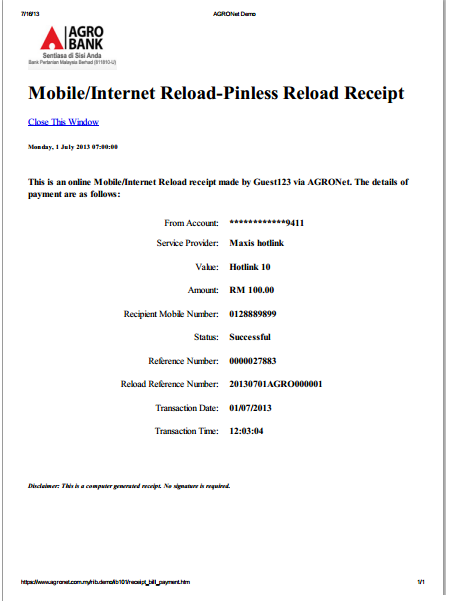 7/16/13 AGRONet Demo
AGRO
BANK
Sentiasa di Sisi Anda
Bank Pertanian Malaysia Berhad (811810-U)
Mobile/Internet Reload-Pinless Reload Receipt
Close This Window
Monday, 1 July 2013 07:00:00
This is an online Mobile/Internet Reload receipt made by Guest123 via AGRONet. The details of
payment are as follows:
From Account: ************9411
Service Provider: Maxis hotlink
Value: Hotlink 10
Amount: RM 100.00
Recipient Mobile Number: 0128889899
Status: Successful
Reference Number: 0000027883
Reload Reference Number: 20130701AGRO000001
Transaction Date: 01/07/2013
Transaction Time: 12:03:04
Disclaimer: This is a computer generated receipt. No signature is required.
https://www.agronet.com.my/rib.demo/ib101/receipt_bill_payment.htm 1/1